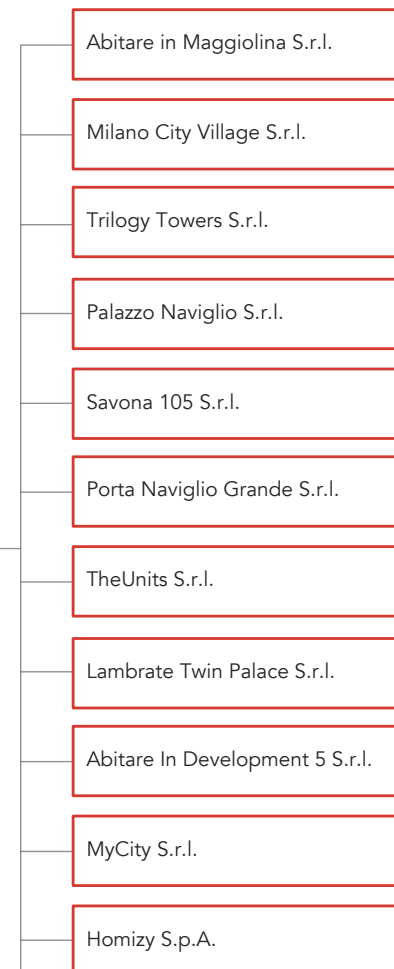 Abitare in Maggiolina S.r.l.
Milano City Village S.r.l.
Trilogy Towers S.r.l.
Palazzo Naviglio S.r.l.
Savona 105 S.r.l.
Porta Naviglio Grande S.r.l.
TheUnits S.r.l.
Lambrate Twin Palace S.r.l.
Abitare In Development 5 S.r.l.
MyCity S.r.l.
Homizy S.p.A.